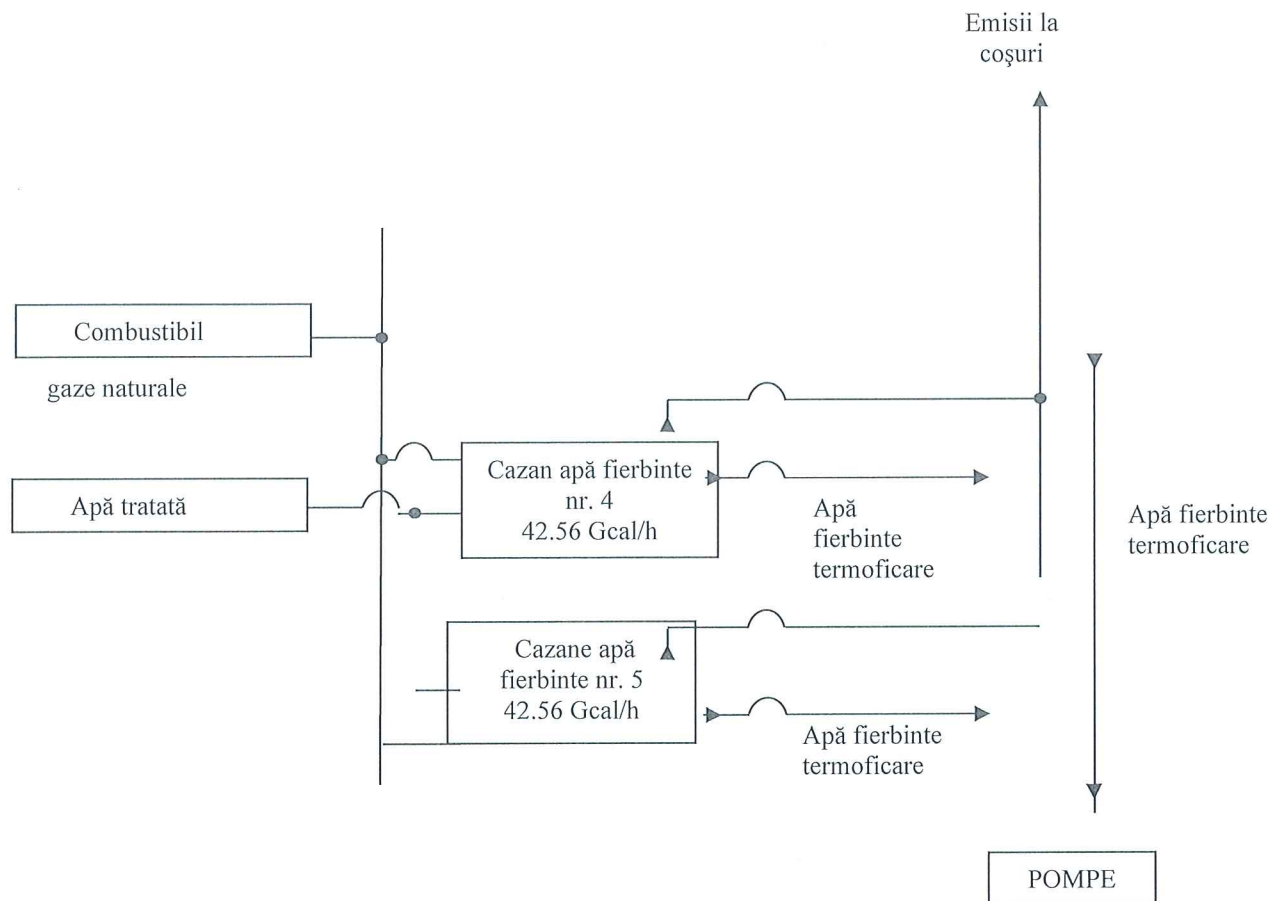 Emisii la
coşuri
Combustibil
gaze naturale
Apă tratată
Cazan apă fierbinte
nr. 4
42.56 Gcal/h
Apă
fierbinte
termoficare
Apă fierbinte
termoficare
Cazane apă
fierbinte nr. 5
42.56 Gcal/h
Apă fierbinte
termoficare
POMPE